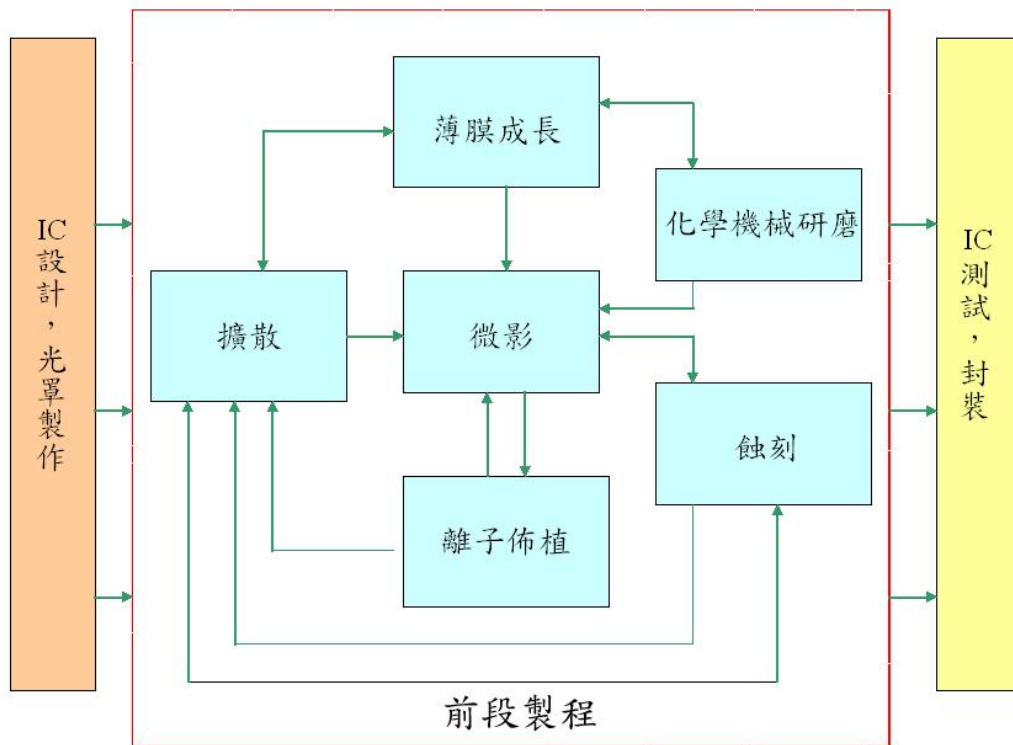 IC設計，光罩製作
薄膜成長
化學機械研磨
擴散
微影
蝕刻
離子佈植
前段製程
IC測試，封裝